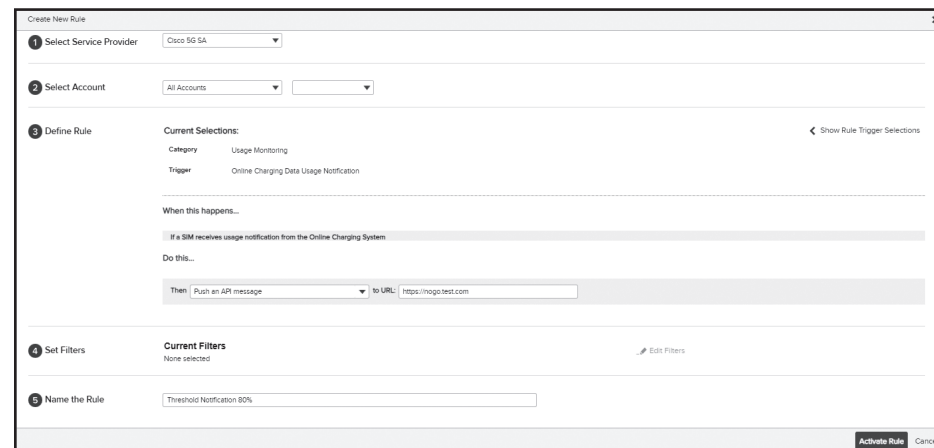 Create New Rule
1 Select Service Provider Cisco 5G SA
2 Select Account All Accounts
3 Define Rule Current Selections: Show Rule Trigger Selections
Category Usage Monitoring
Trigger Online Charging Data Usage Notification
When this happens...
If a SIM receives usage notification from the Online Charging System
Do this...
Then Push an API message to URL: https://nogo.test.com
4 Set Filters Current Filters Edit Filters
None selected
5 Name the Rule Threshold Notification 80%
Activate Rule Cance